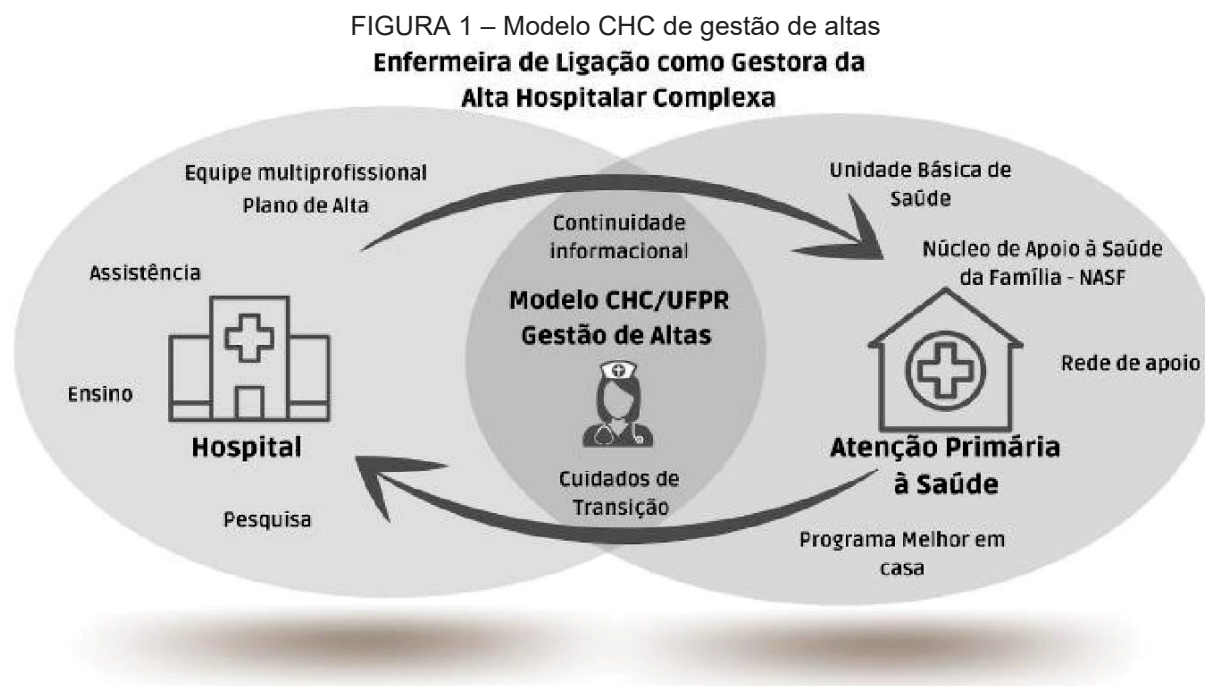 FIGURA 1 – Modelo CHC de gestão de altas
Enfermeira de Ligação como Gestora da
Alta Hospitalar Complexa
Equipe multiprofissional
Plano de Alta
Assistência
Ensino
Hospital
Pesquisa
Continuidade
informacional
Modelo CHC/UFPR
Gestão de Altas
Cuidados de
Transição
Unidade Básica de
Saúde
Núcleo de Apoio à Saúde
da Família - NASF
Rede de apoio
Atenção Primária
à Saúde
Programa Melhor em
casa